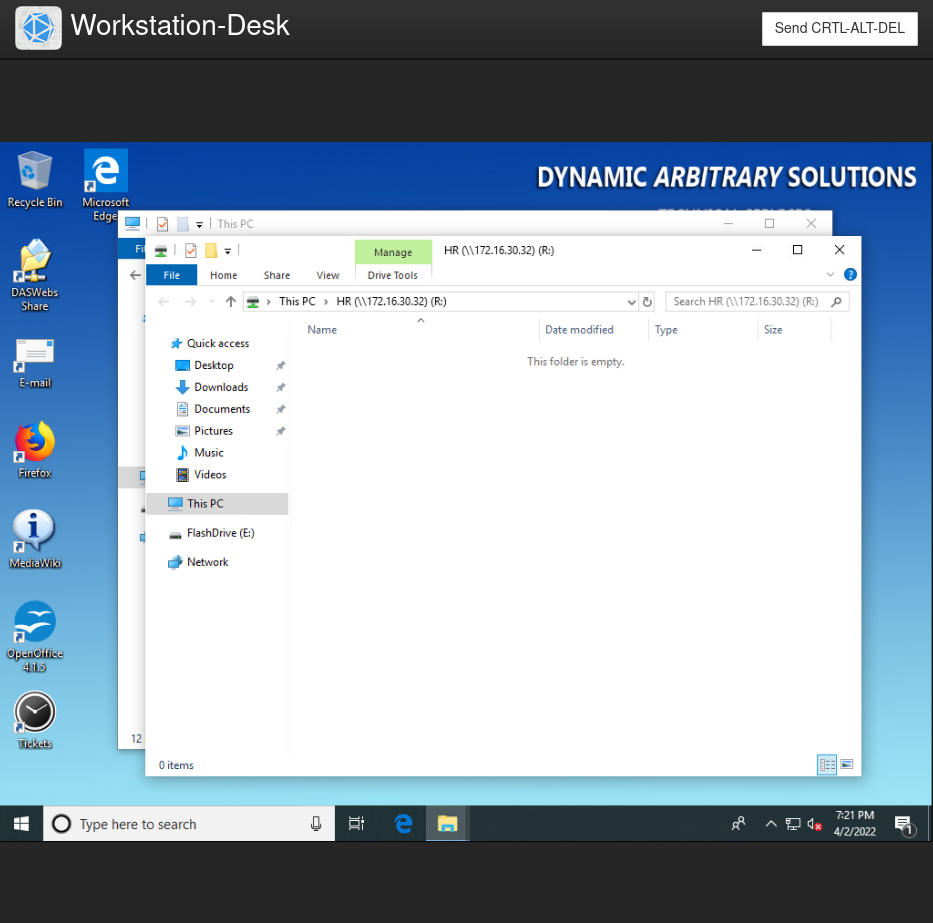 Workstation-Desk
Send CRTL-ALT-DEL
DYNAMIC ARBITRARY SOLUTIONS
Recycle Bin
Microsoft
Edge
DASWebs
Share
E-mail
Firefox
MediaWiki
OpenOffice
4.1.5
Tickets
This PC
Fi
12
Manage
HR (\\172.16.30.32) (R:)
File
Home
Share
View
Drive Tools
This PC > HR (\\172.16.30.32) (R:)
Search HR (\\172.16.30.32) (R:)
Name
Date modified
Type
Size
This folder is empty.
Quick access
Desktop
Downloads
Documents
Pictures
Music
Videos
This PC
FlashDrive (E:)
Network
0 items
Type here to search
7:21 PM
4/2/2022
1